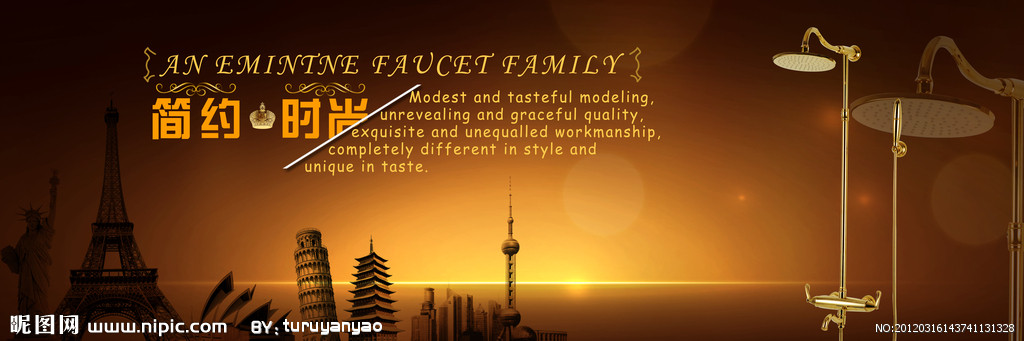 AN EMINTNE FAUCET FAMILY
简约 时尚
Modest and tasteful modeling,
unrevealing and graceful quality,
exquisite and unequalled workmanship,
completely different in style and
unique in taste.
昵图网 www.nipic.com BY:turuyanyao
NO:20120316143741131328